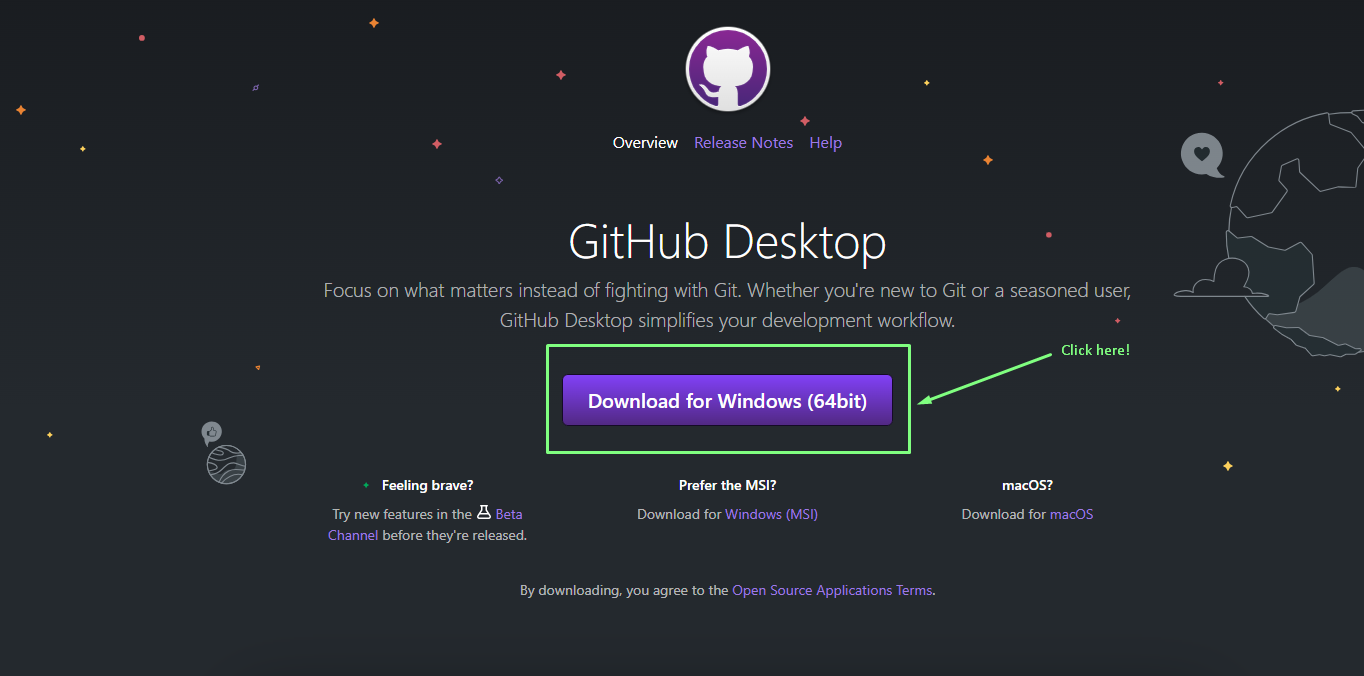 Overview Release Notes Help
GitHub Desktop
Focus on what matters instead of fighting with Git. Whether you're new to Git or a seasoned user,
GitHub Desktop simplifies your development workflow.
Click here!
Download for Windows (64bit)
Feeling brave?
Try new features in the Beta
Channel before they're released.
Prefer the MSI?
Download for Windows (MSI)
macOS?
Download for macOS
By downloading, you agree to the Open Source Applications Terms.